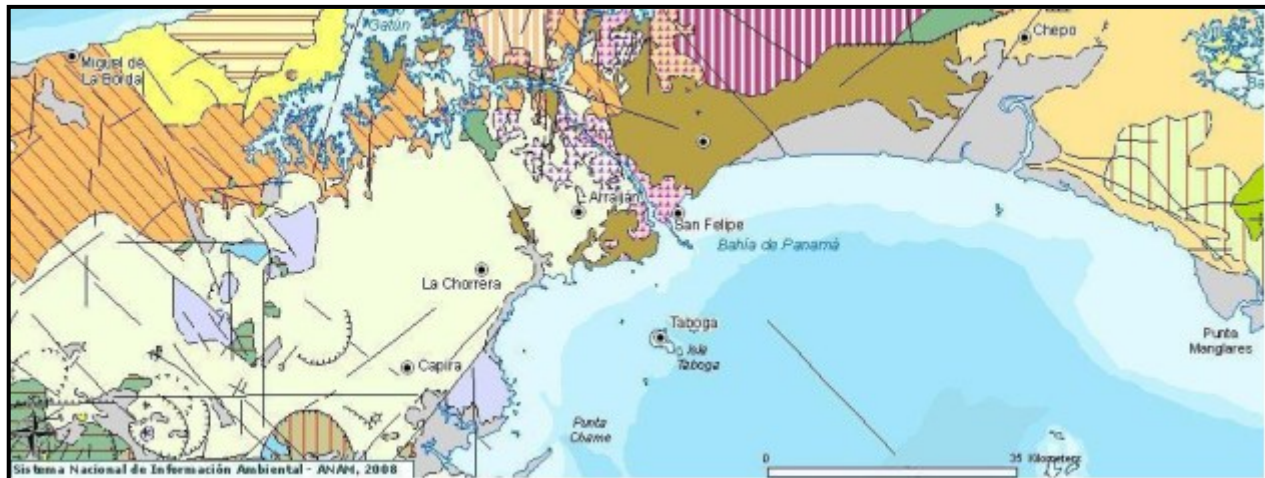 Gatún
Chepo
Miguel de
La Borda
Arraiján
San Felipe
Bahía de Panamá
La Chorrera
Taboga
Isla
Taboga
Punta
Manglares
Capira
Punta
Chame
0 35 Kilometers
Sistema Nacional de Información Ambiental - ANAM, 2008